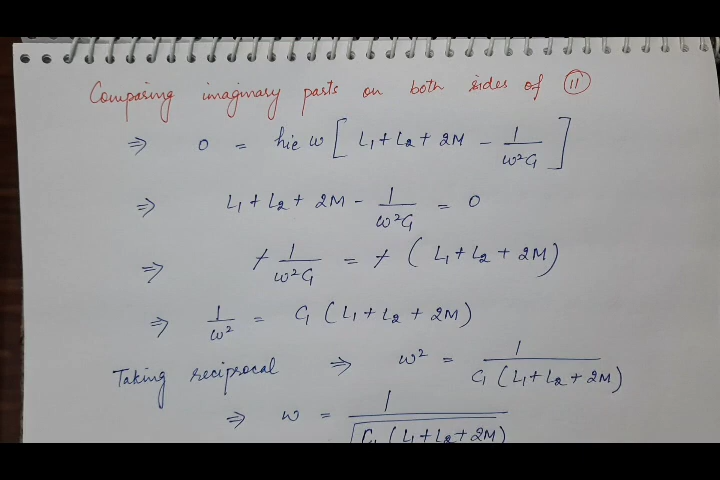 Comparing imaginary parts on both sides of (ii)
⇒ 0 = hie ω [ L₁ + L₂ + 2M - 1/ω²C₁ ]
⇒ L₁ + L₂ + 2M - 1/ω²C₁ = 0
⇒ ≁ 1/ω²C₁ = ≁ ( L₁ + L₂ + 2M )
⇒ 1/ω² = C₁ ( L₁ + L₂ + 2M )
Taking reciprocal ⇒ ω² = 1/C₁ ( L₁ + L₂ + 2M )
⇒ ω = 1/√C₁ ( L₁ + L₂ + 2M )